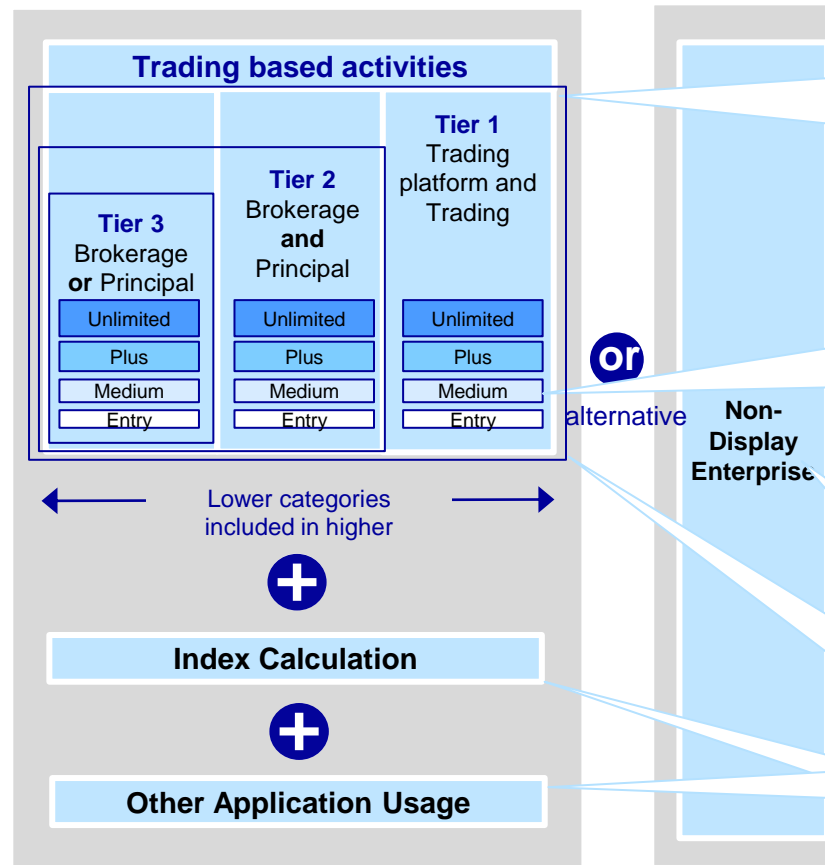 Trading based activities
Tier 3
Brokerage
or Principal
Unlimited
Plus
Medium
Entry
Tier 2
Brokerage
and
Principal
Unlimited
Plus
Medium
Entry
Tier 1
Trading
platform and
Trading
Unlimited
Plus
Medium
Entry
Lower categories
included in higher
+
Index Calculation
+
Other Application Usage
or
alternative
Non-
Display
Enterprise